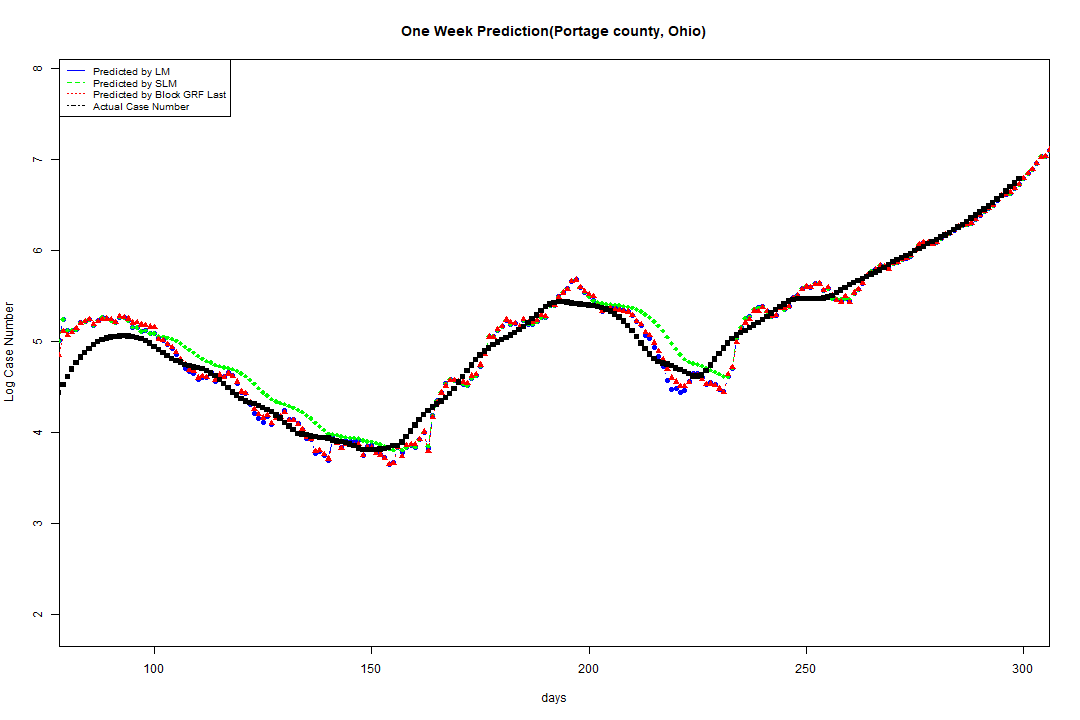 One Week Prediction(Portage county, Ohio)
Predicted by LM
Predicted by SLM
Predicted by Block GRF Last
Actual Case Number
8
7
6
5
4
3
2
Log Case Number
100 150 200 250 300
days